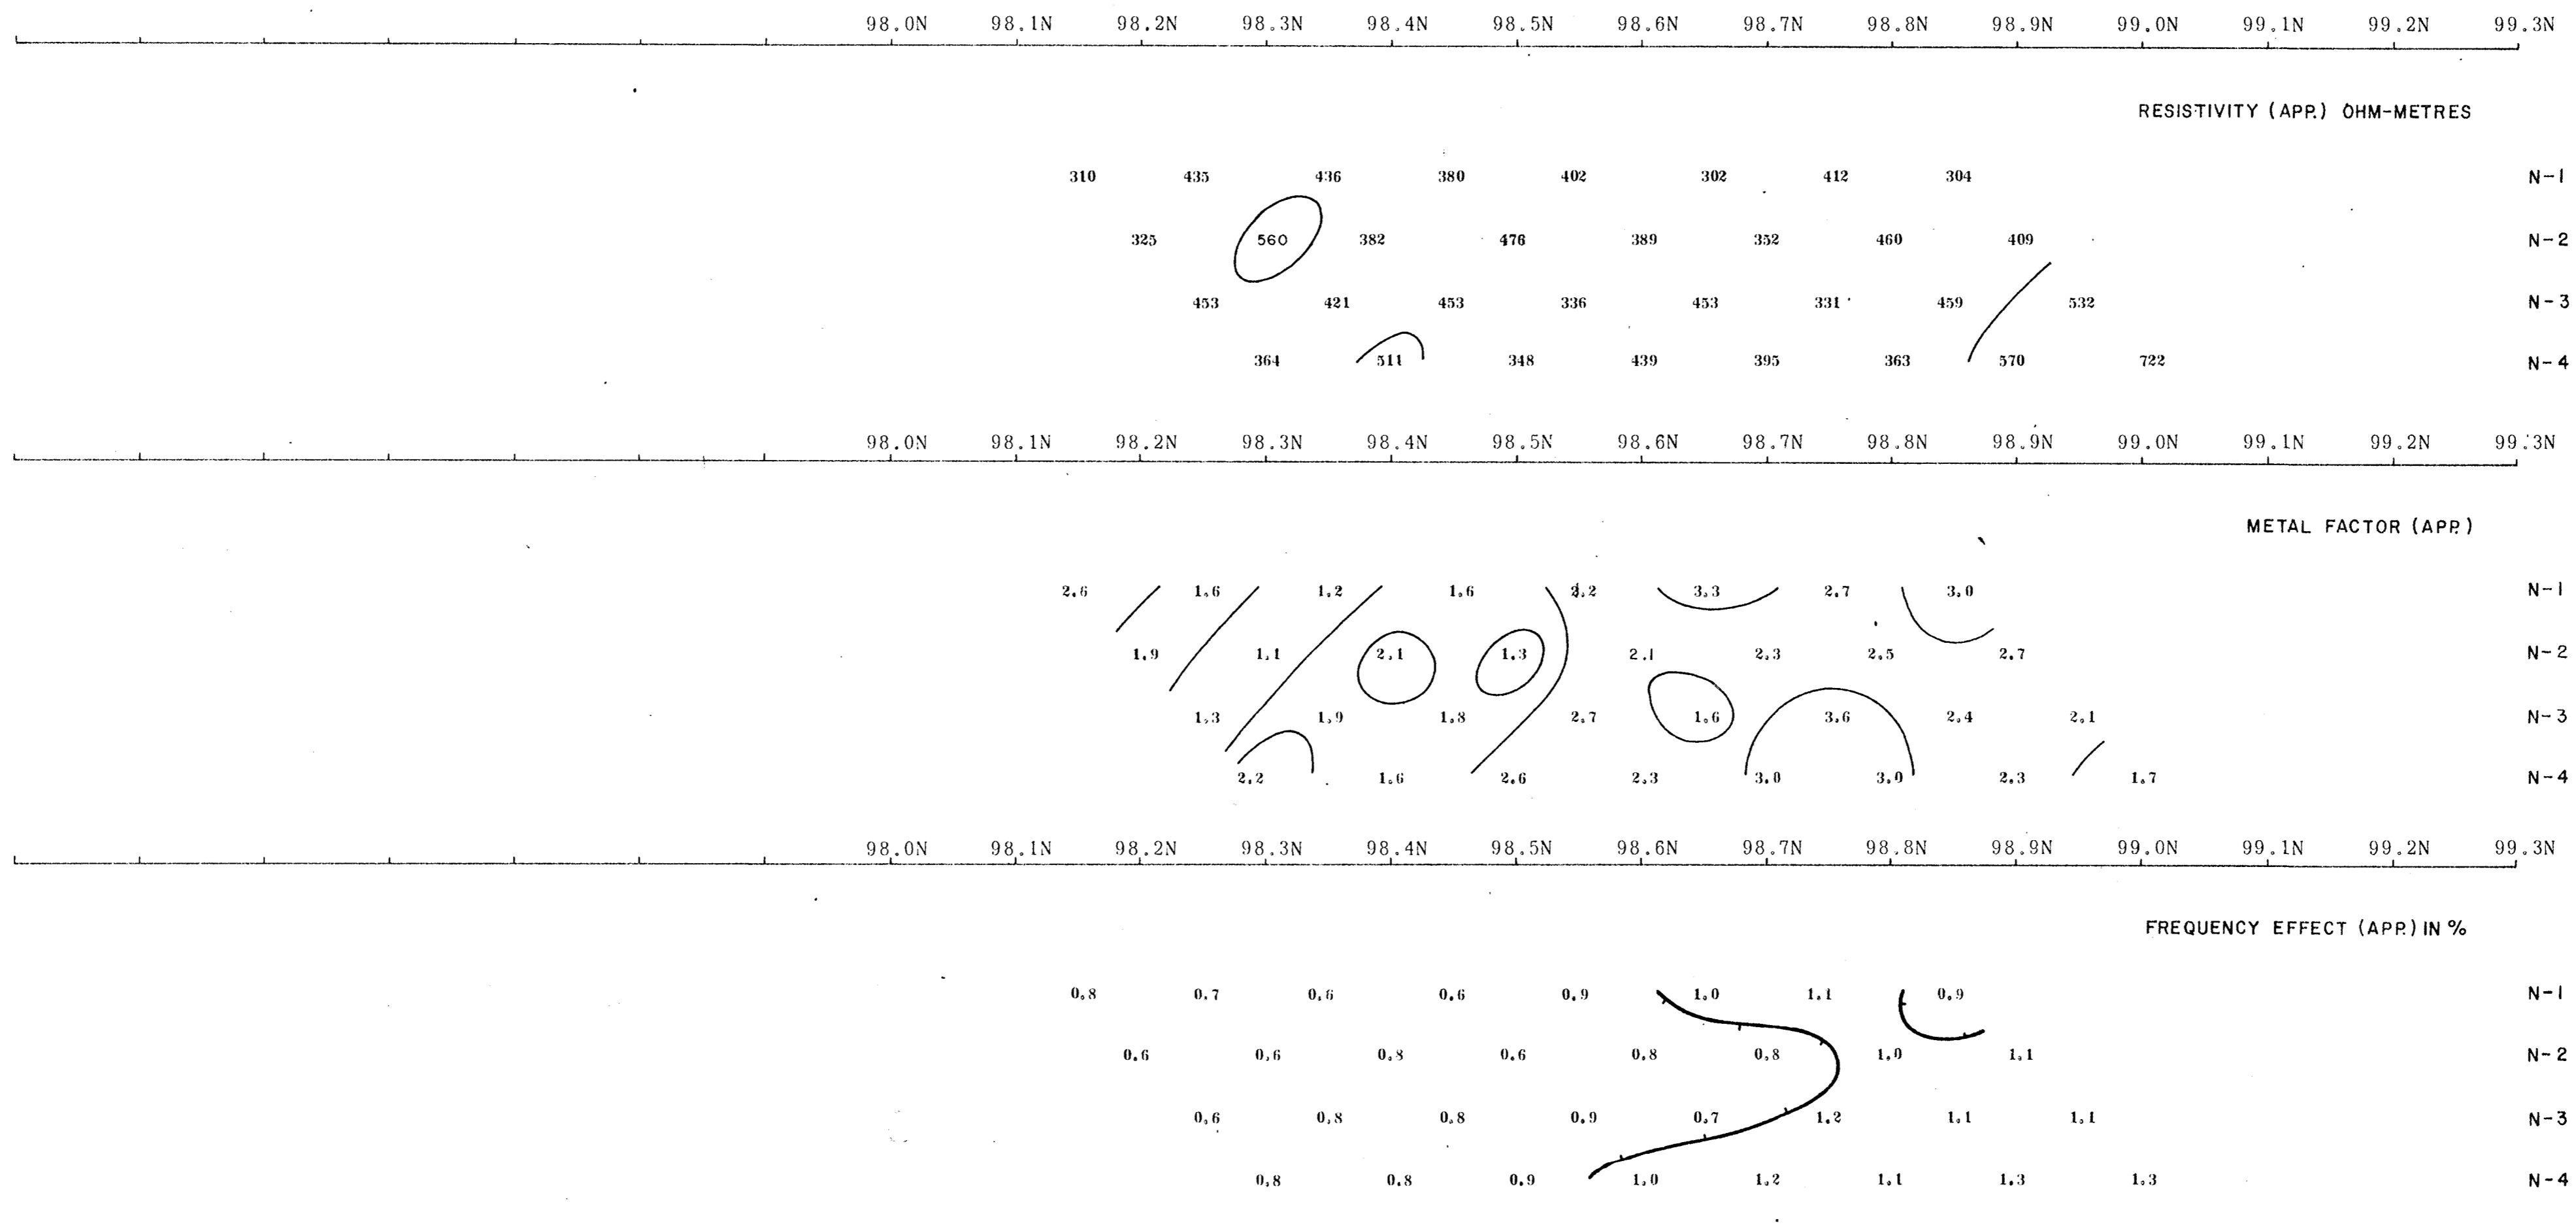 98.0N 98.1N 98.2N 98.3N 98.4N 98.5N 98.6N 98.7N 98.8N 98.9N 99.0N 99.1N 99.2N 99.3N
RESISTIVITY (APP.) OHM-METRES
310 435 436 380 402 302 412 304 N-1
325 560 382 476 389 352 460 409 N-2
453 421 453 336 453 331 459 532 N-3
364 511 348 439 395 363 570 722 N-4
98.0N 98.1N 98.2N 98.3N 98.4N 98.5N 98.6N 98.7N 98.8N 98.9N 99.0N 99.1N 99.2N 99.3N
METAL FACTOR (APP.)
2.6 1.6 1.2 1.6 2.2 3.3 2.7 3.0 N-1
1.9 1.1 2.1 1.3 2.1 2.3 2.5 2.7 N-2
1.3 1.9 1.8 2.7 1.6 3.6 2.4 2.1 N-3
2.2 1.6 2.6 2.3 3.0 3.0 2.3 1.7 N-4
98.0N 98.1N 98.2N 98.3N 98.4N 98.5N 98.6N 98.7N 98.8N 98.9N 99.0N 99.1N 99.2N 99.3N
FREQUENCY EFFECT (APP.) IN %
0.8 0.7 0.6 0.6 0.9 1.0 1.1 0.9 N-1
0.6 0.6 0.8 0.6 0.8 0.8 1.0 1.1 N-2
0.6 0.8 0.8 0.9 0.7 1.2 1.1 1.1 N-3
0.8 0.8 0.9 1.0 1.2 1.1 1.3 1.3 N-4